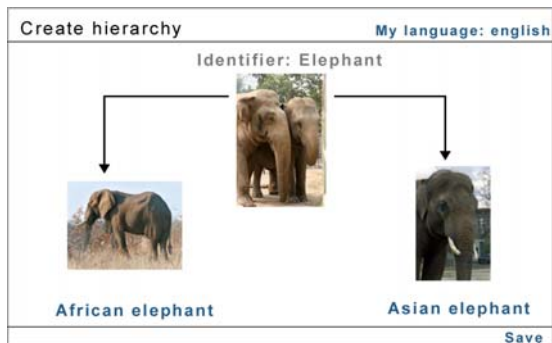 Create hierarchy
My language: english
Identifier: Elephant
African elephant
Asian elephant
Save